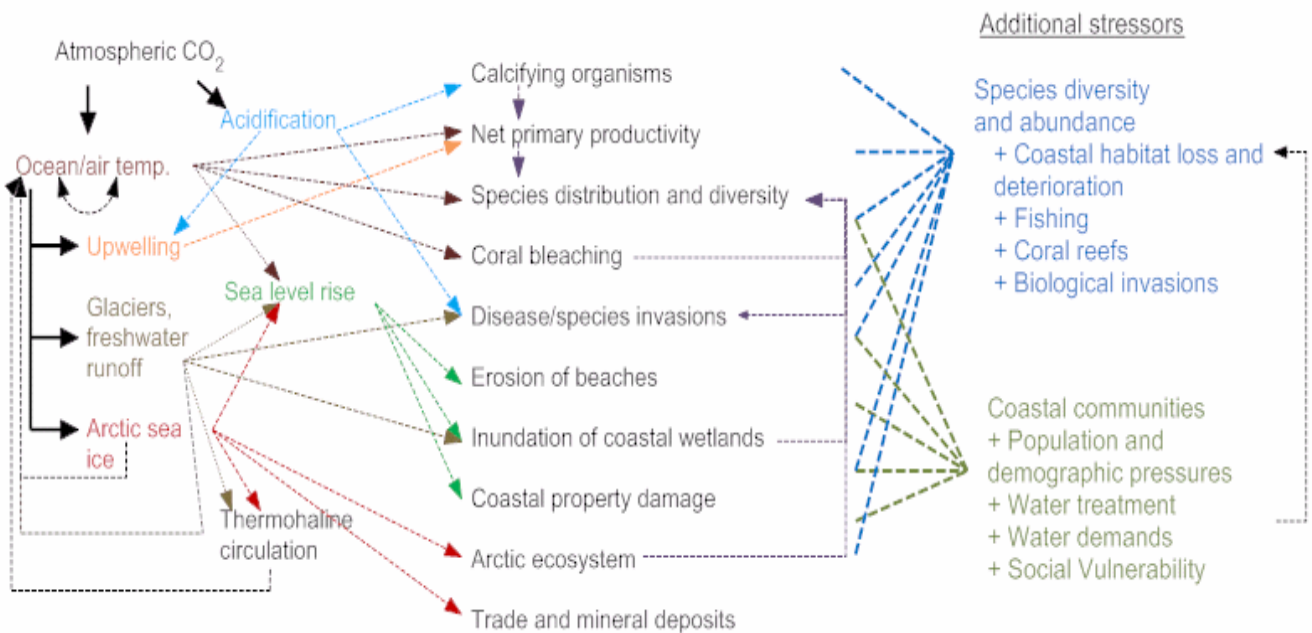 Atmospheric CO2
Acidification
Ocean/air temp.
Upwelling
Glaciers,
freshwater
runoff
Sea level rise
Arctic sea
ice
Thermohaline
circulation
Calcifying organisms
Net primary productivity
Species distribution and diversity
Coral bleaching
Disease/species invasions
Erosion of beaches
Inundation of coastal wetlands
Coastal property damage
Arctic ecosystem
Trade and mineral deposits
Additional stressors
Species diversity
and abundance
+ Coastal habitat loss and
deterioration
+ Fishing
+ Coral reefs
+ Biological invasions
Coastal communities
+ Population and
demographic pressures
+ Water treatment
+ Water demands
+ Social Vulnerability